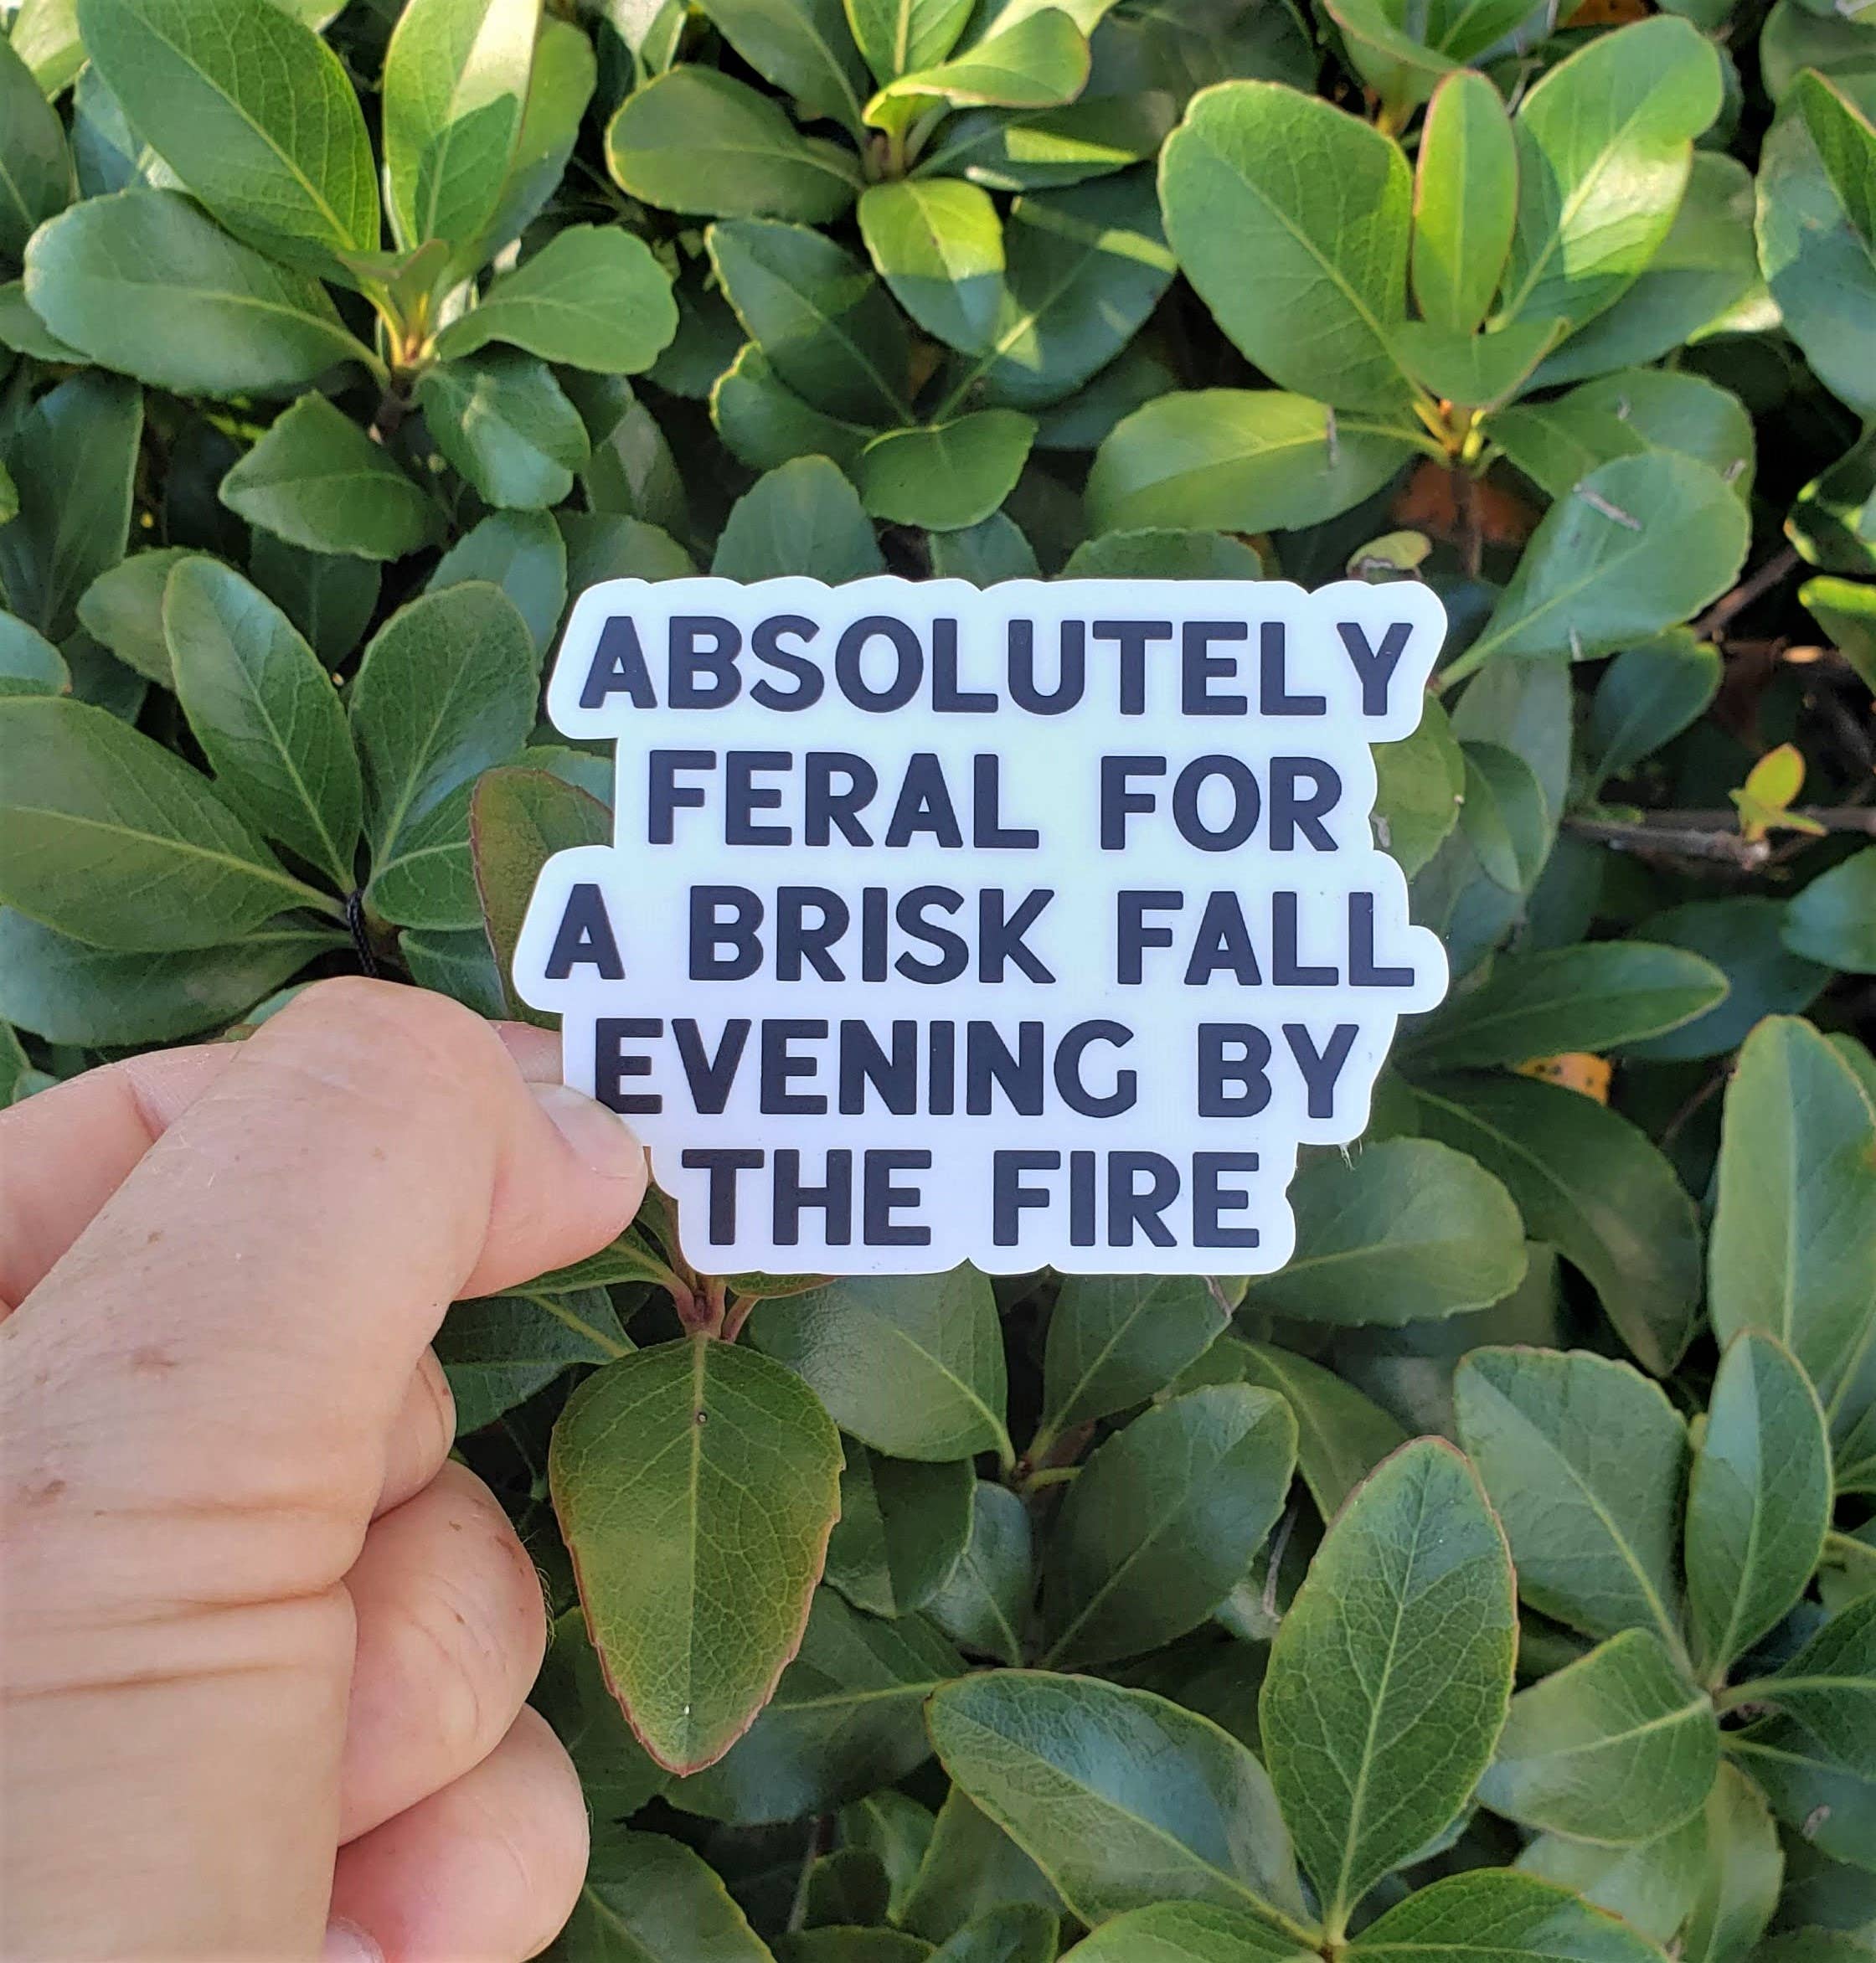 ABSOLUTELY
FERAL FOR
A BRISK FALL
EVENING BY
THE FIRE